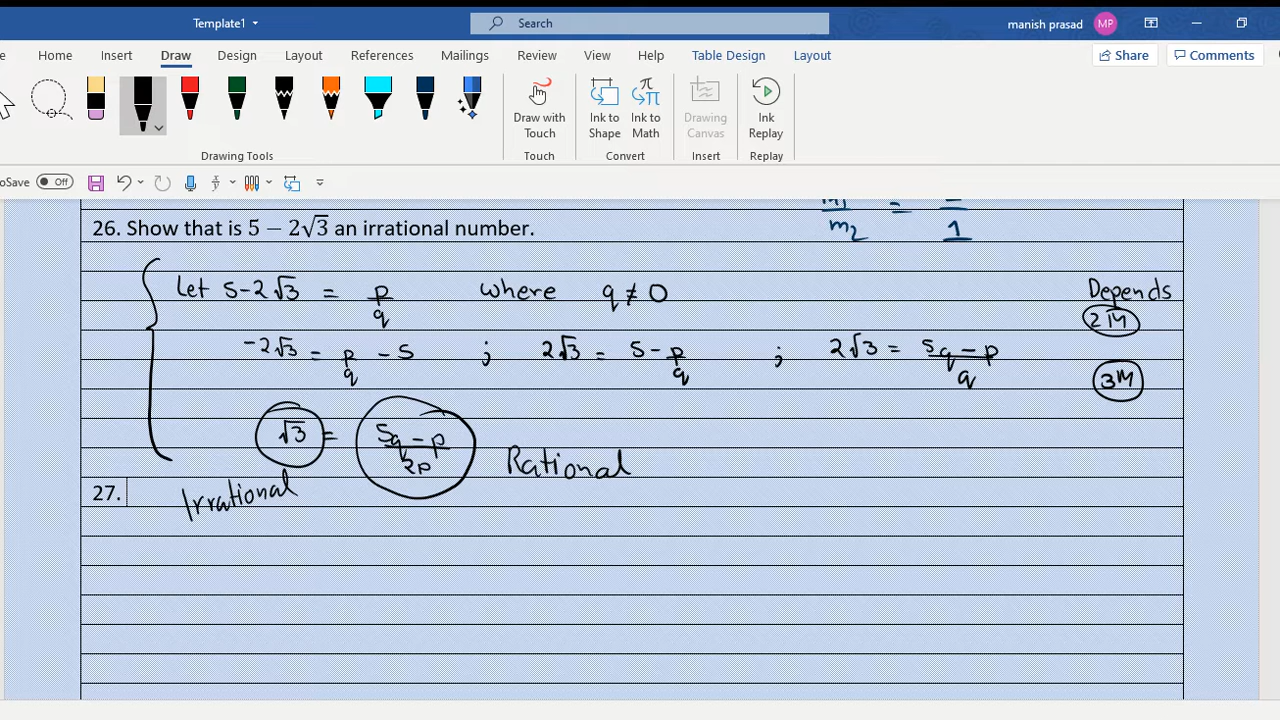 Template1
Search
manish prasad
MP
Home Insert Draw Design Layout References Mailings Review View Help Table Design Layout
Share
Comments
Draw with Touch
Ink to Shape
Ink to Math
Drawing Canvas
Ink Replay
Drawing Tools
Touch
Convert
Insert
Replay
oSave Off
m₂ 1
26. Show that is 5 − 2√3 an irrational number.
Let 5-2√3 = p/q where q ≠ 0
Depends
2M
-2√3 = p/q - 5 ; 2√3 = 5 - p/q ; 2√3 = 5q - p/q
3M
√3 = 5q - p/2p Rational
27.
Irrational